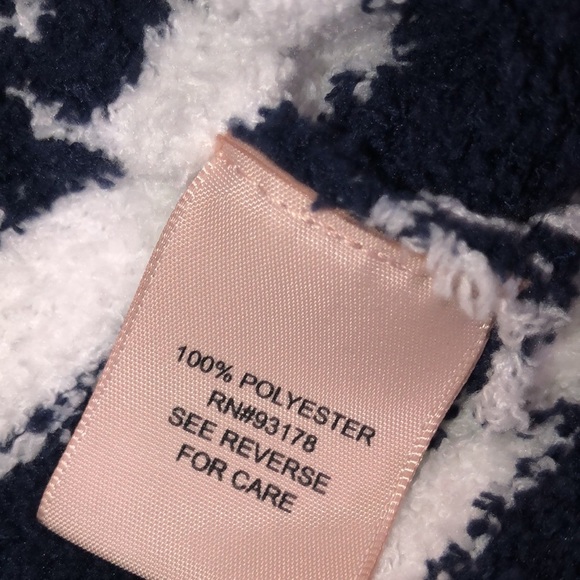 100% POLYESTER
RN#93178
SEE REVERSE
FOR CARE